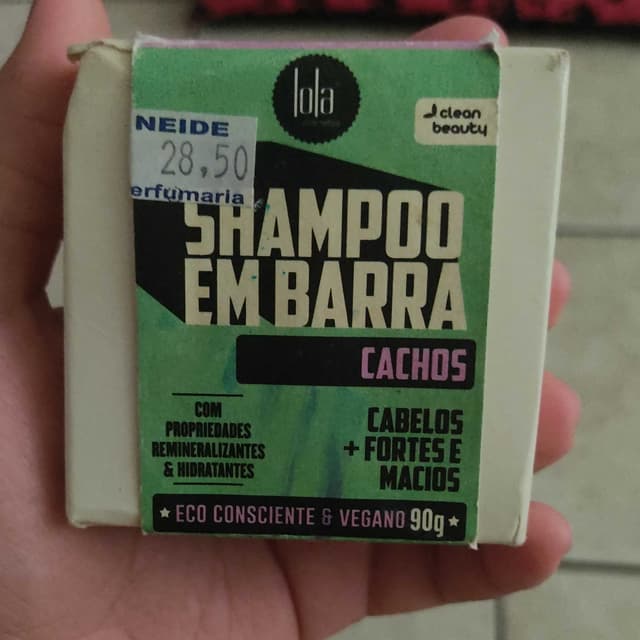 lola
clean
beauty
NEIDE
28,50
erfumaria
SHAMPOO
EM BARRA
CACHOS
COM
PROPRIEDADES
REMINERALIZANTES
& HIDRATANTES
CABELOS
+ FORTES E
MACIOS
★ ECO CONSCIENTE & VEGANO 90g ★